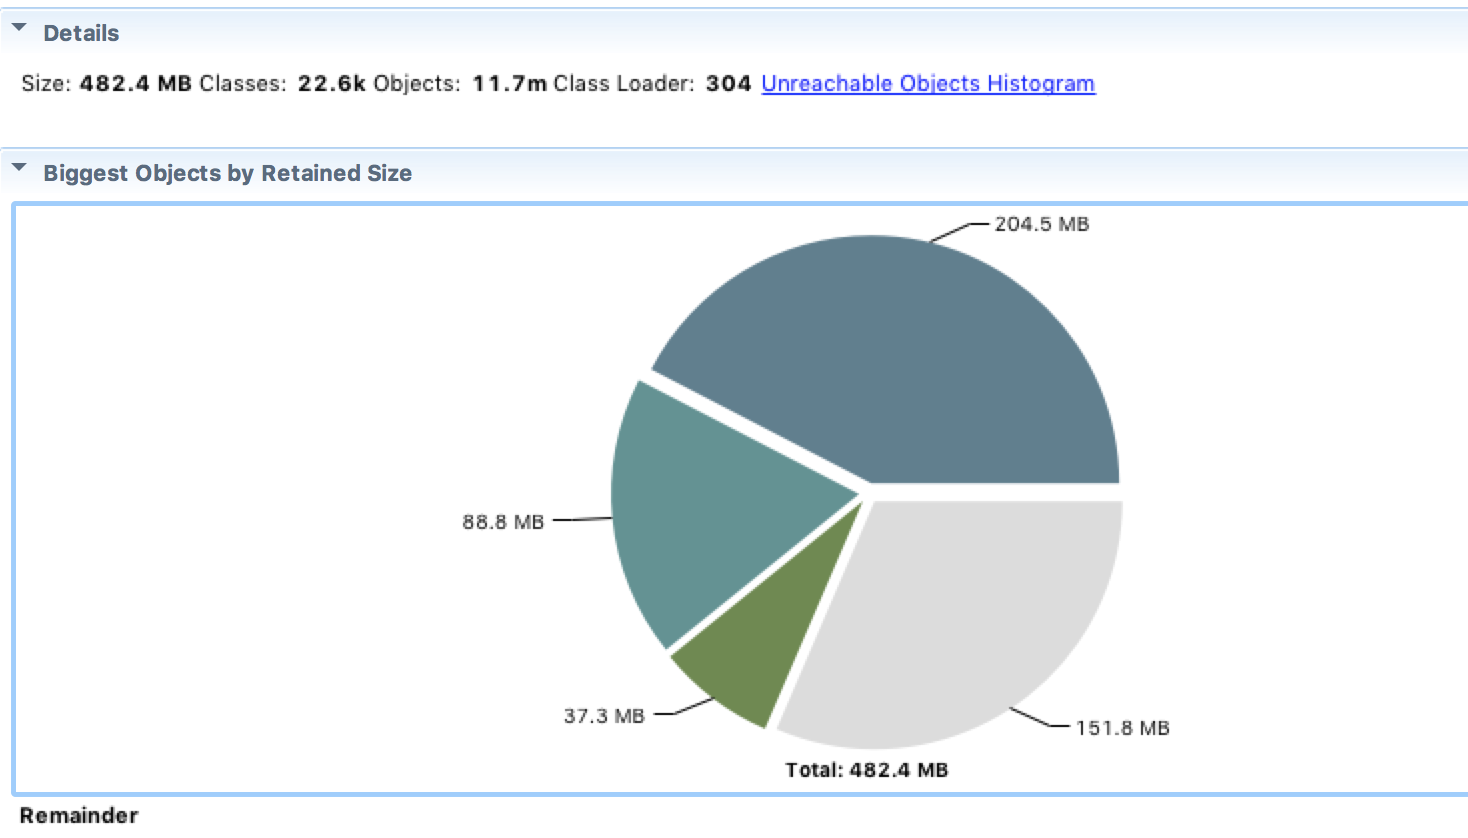 Details
Size: 482.4 MB Classes: 22.6k Objects: 11.7m Class Loader: 304 Unreachable Objects Histogram
Biggest Objects by Retained Size
204.5 MB
88.8 MB
37.3 MB
151.8 MB
Total: 482.4 MB
Remainder